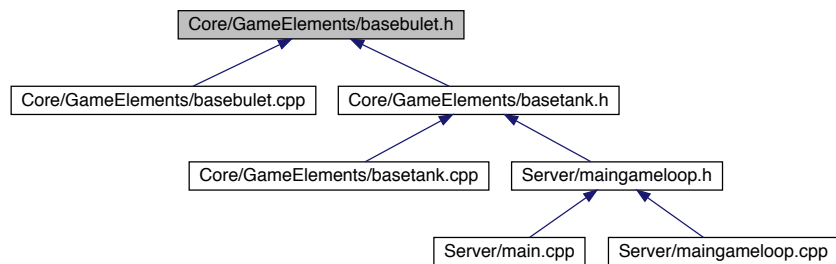 Core/GameElements/basebulet.h
Core/GameElements/basebulet.cpp
Core/GameElements/basetank.h
Core/GameElements/basetank.cpp
Server/maingameloop.h
Server/main.cpp
Server/maingameloop.cpp